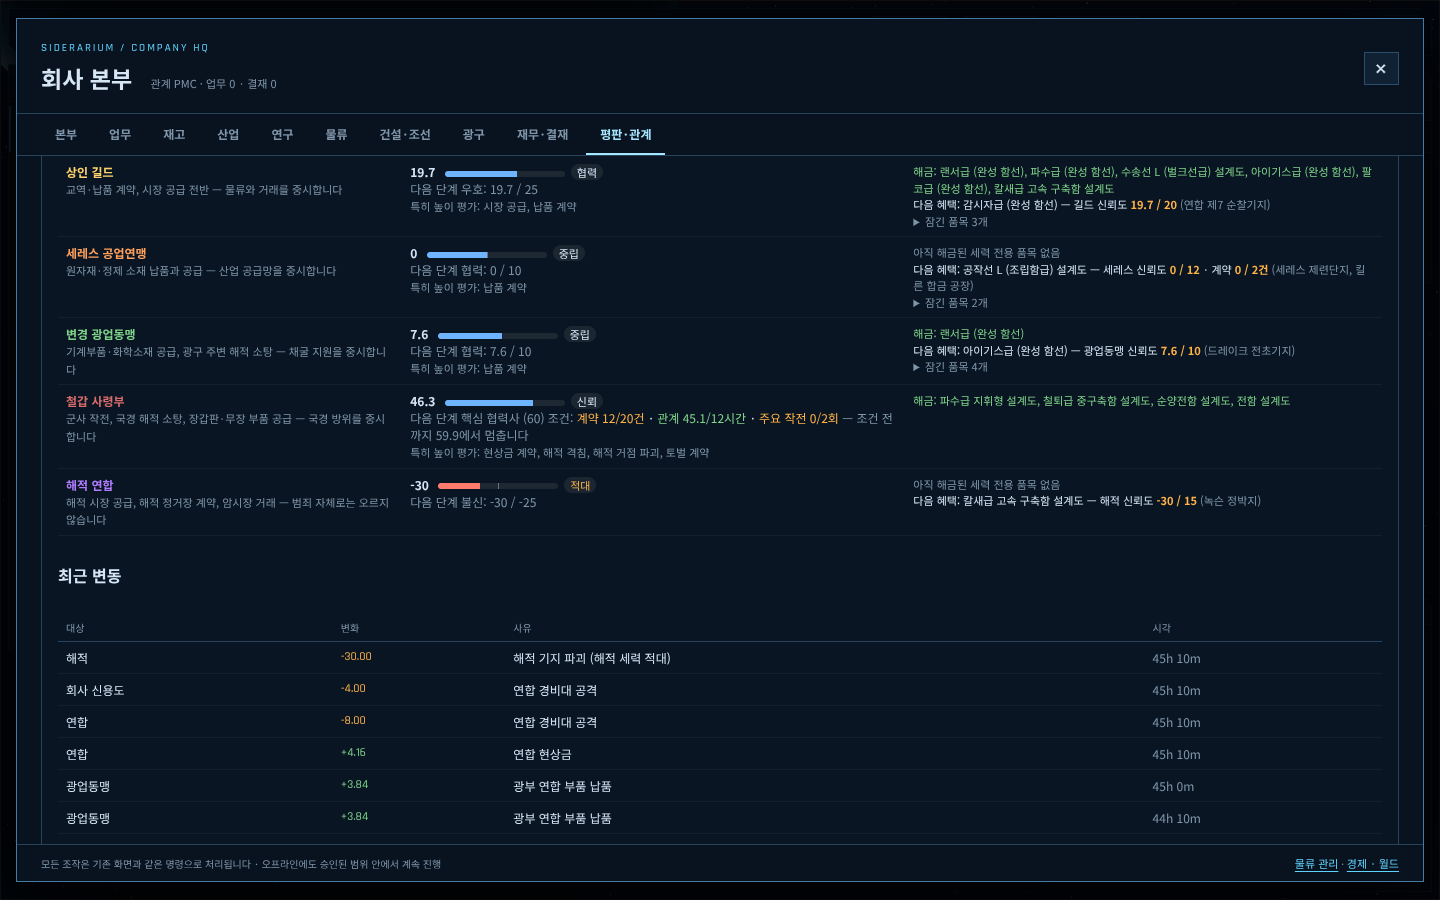 SIDERARIUM / COMPANY HQ
회사 본부 관계 PMC · 업무 0 · 결재 0
×
본부 업무 재고 산업 연구 물류 건설·조선 광구 재무·결재 평판·관계
상인 길드
교역·납품 계약, 시장 공급 전반 — 물류와 거래를 중시합니다
19.7 협력
다음 단계 우호: 19.7 / 25
특히 높이 평가: 시장 공급, 납품 계약
해금: 랜서급 (완성 함선), 파수급 (완성 함선), 수송선 L (벌크선급) 설계도, 아이기스급 (완성 함선), 팔
코급 (완성 함선), 칼새급 고속 구축함 설계도
다음 혜택: 감시자급 (완성 함선) — 길드 신뢰도 19.7 / 20 (연합 제7 순찰기지)
▶ 잠긴 품목 3개
세레스 공업연맹
원자재·정제 소재 납품과 공급 — 산업 공급망을 중시합니다
0 중립
다음 단계 협력: 0 / 10
특히 높이 평가: 납품 계약
아직 해금된 세력 전용 품목 없음
다음 혜택: 공작선 L (조립함급) 설계도 — 세레스 신뢰도 0 / 12 · 계약 0 / 2건 (세레스 제련단지, 킬
른 합금 공장)
▶ 잠긴 품목 2개
변경 광업동맹
기계부품·화학소재 공급, 광구 주변 해적 소탕 — 채굴 지원을 중시합니
다
7.6 중립
다음 단계 협력: 7.6 / 10
특히 높이 평가: 납품 계약
해금: 랜서급 (완성 함선)
다음 혜택: 아이기스급 (완성 함선) — 광업동맹 신뢰도 7.6 / 10 (드레이크 전초기지)
▶ 잠긴 품목 4개
철갑 사령부
군사 작전, 국경 해적 소탕, 장갑판·무장 부품 공급 — 국경 방위를 중시
합니다
46.3 신뢰
다음 단계 핵심 협력사 (60) 조건: 계약 12/20건 · 관계 45.1/12시간 · 주요 작전 0/2회 — 조건 전
까지 59.9에서 멈춥니다
특히 높이 평가: 현상금 계약, 해적 격침, 해적 거점 파괴, 토벌 계약
해금: 파수급 지휘형 설계도, 철퇴급 중구축함 설계도, 순양전함 설계도, 전함 설계도
해적 연합
해적 시장 공급, 해적 정거장 계약, 암시장 거래 — 범죄 자체로는 오르지
않습니다
-30 적대
다음 단계 불신: -30 / -25
아직 해금된 세력 전용 품목 없음
다음 혜택: 칼새급 고속 구축함 설계도 — 해적 신뢰도 -30 / 15 (녹슨 정박지)
최근 변동
대상 변화 사유 시각
해적 -30.00 해적 기지 파괴 (해적 세력 적대) 45h 10m
회사 신용도 -4.00 연합 경비대 공격 45h 10m
연합 -8.00 연합 경비대 공격 45h 10m
연합 +4.16 연합 현상금 45h 10m
광업동맹 +3.84 광부 연합 부품 납품 45h 0m
광업동맹 +3.84 광부 연합 부품 납품 44h 10m
모든 조작은 기존 화면과 같은 명령으로 처리됩니다 · 오프라인에도 승인된 범위 안에서 계속 진행
물류 관리 · 경제 · 월드